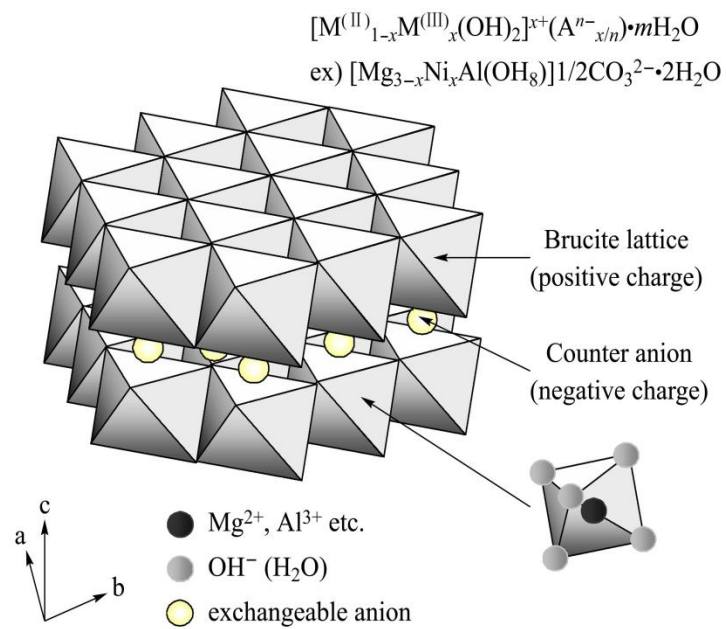 [M⁽ᴵᴵ⁾₁₋ₓM⁽ᴵᴵᴵ⁾ₓ(OH)₂]ˣ⁺(Aⁿ⁻ₓ/ₙ)•mH₂O
ex) [Mg₃₋ₓNiₓAl(OH₈)]1/2CO₃²⁻•2H₂O
Brucite lattice
(positive charge)
Counter anion
(negative charge)
c
a
b
Mg²⁺, Al³⁺ etc.
OH⁻ (H₂O)
exchangeable anion